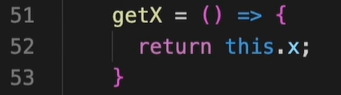 51 getX = () => {
52 return this.x;
53 }